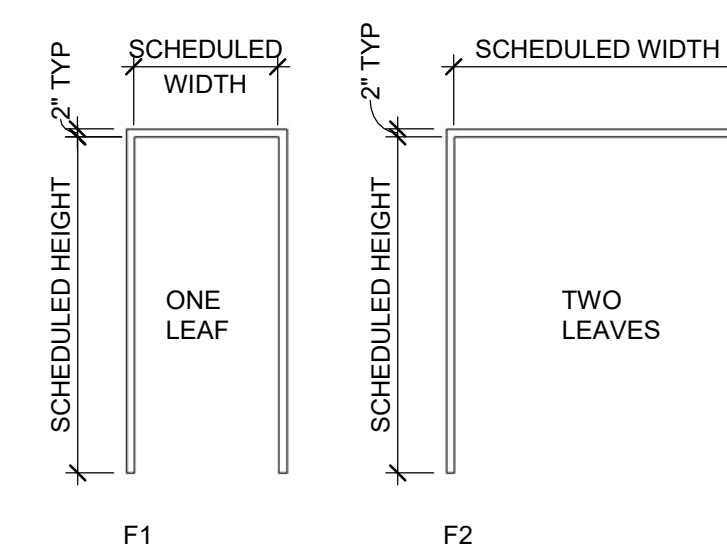 2" TYP
SCHEDULED
WIDTH
SCHEDULED HEIGHT
ONE
LEAF
F1
2" TYP
SCHEDULED WIDTH
SCHEDULED HEIGHT
TWO
LEAVES
F2